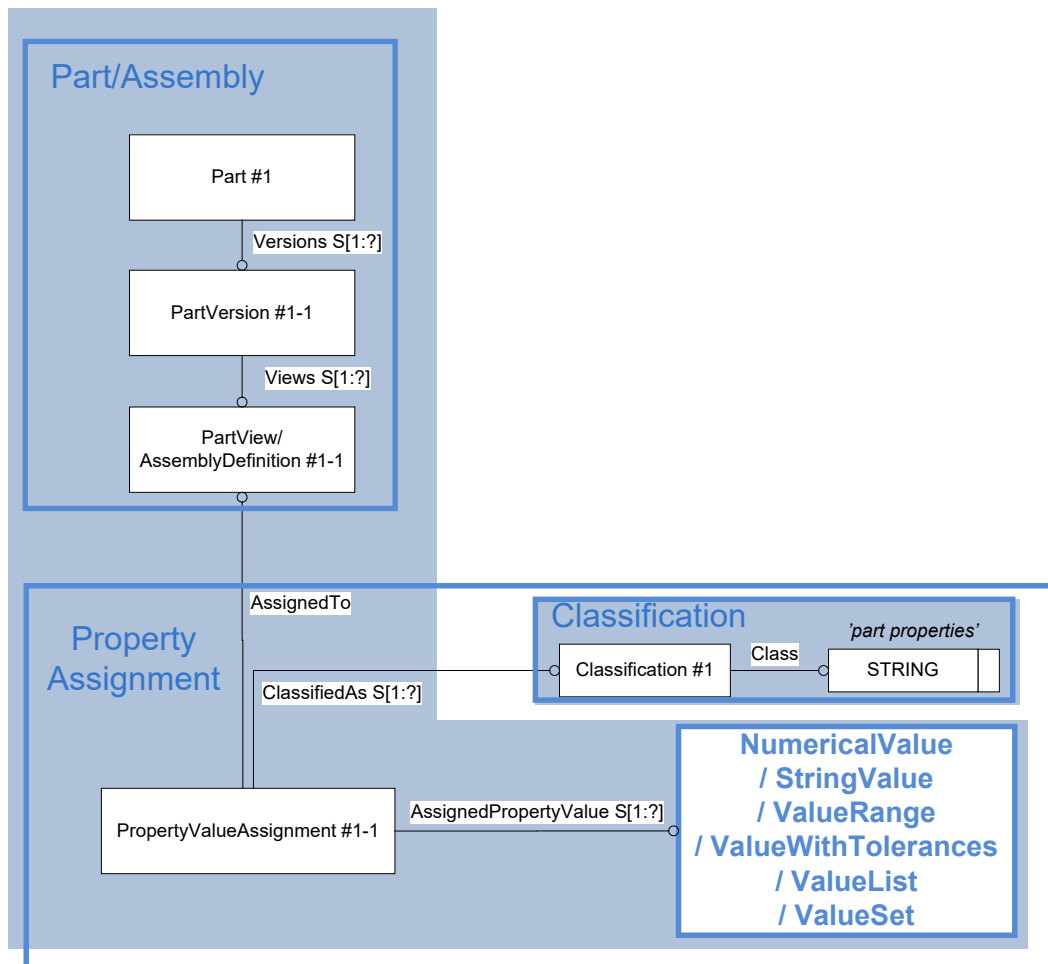 Part/Assembly
Part #1
Versions S[1:?]
PartVersion #1-1
Views S[1:?]
PartView/
AssemblyDefinition #1-1
AssignedTo
Property
Assignment
Classification
'part properties'
Classification #1
Class
STRING
ClassifiedAs S[1:?]
PropertyValueAssignment #1-1
AssignedPropertyValue S[1:?]
NumericalValue
/ StringValue
/ ValueRange
/ ValueWithTolerances
/ ValueList
/ ValueSet